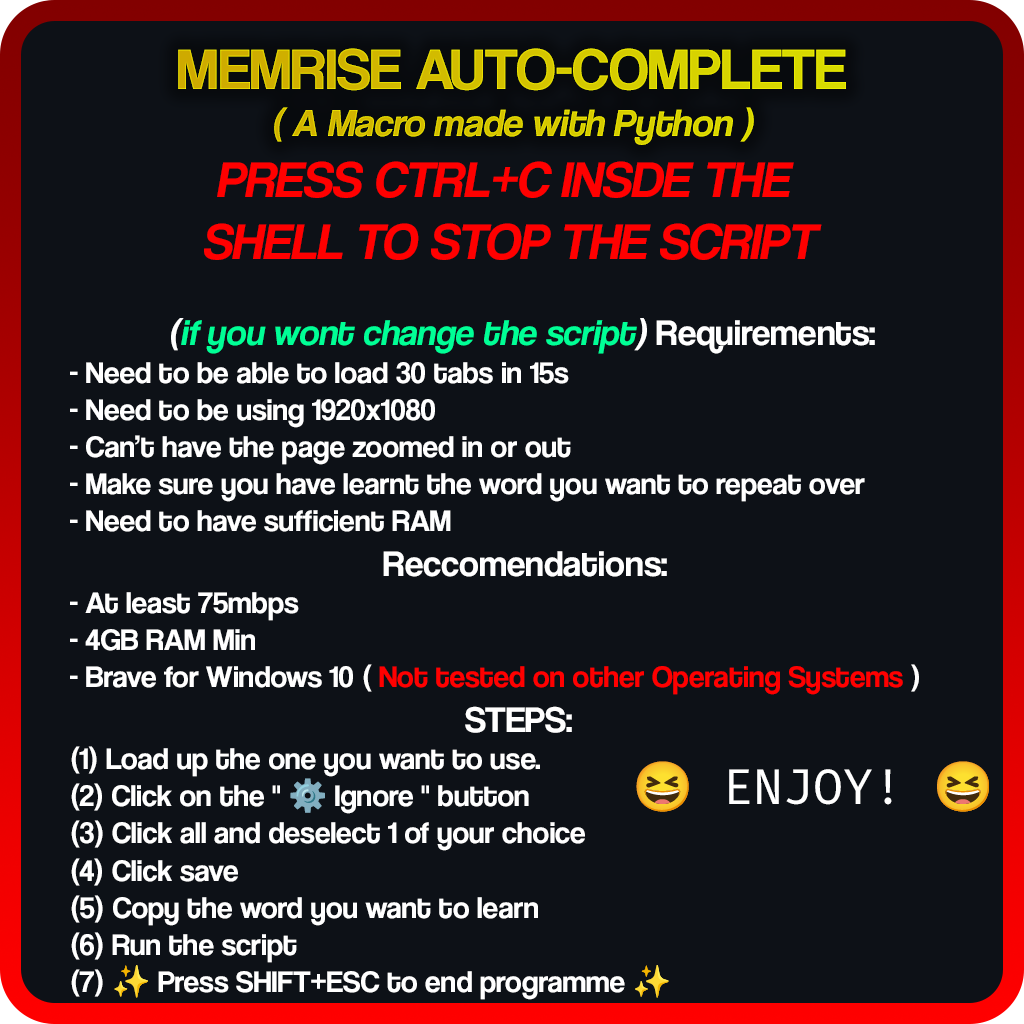 MEMRISE AUTO-COMPLETE
( A Macro made with Python )
PRESS CTRL+C INSDE THE
SHELL TO STOP THE SCRIPT
(if you wont change the script) Requirements:
- Need to be able to load 30 tabs in 15s
- Need to be using 1920x1080
- Can't have the page zoomed in or out
- Make sure you have learnt the word you want to repeat over
- Need to have sufficient RAM
Reccomendations:
- At least 75mbps
- 4GB RAM Min
- Brave for Windows 10 ( Not tested on other Operating Systems )
STEPS:
(1) Load up the one you want to use.
(2) Click on the " ⚙️ Ignore " button
😆 ENJOY! 😆
(3) Click all and deselect 1 of your choice
(4) Click save
(5) Copy the word you want to learn
(6) Run the script
(7) ✨ Press SHIFT+ESC to end programme ✨